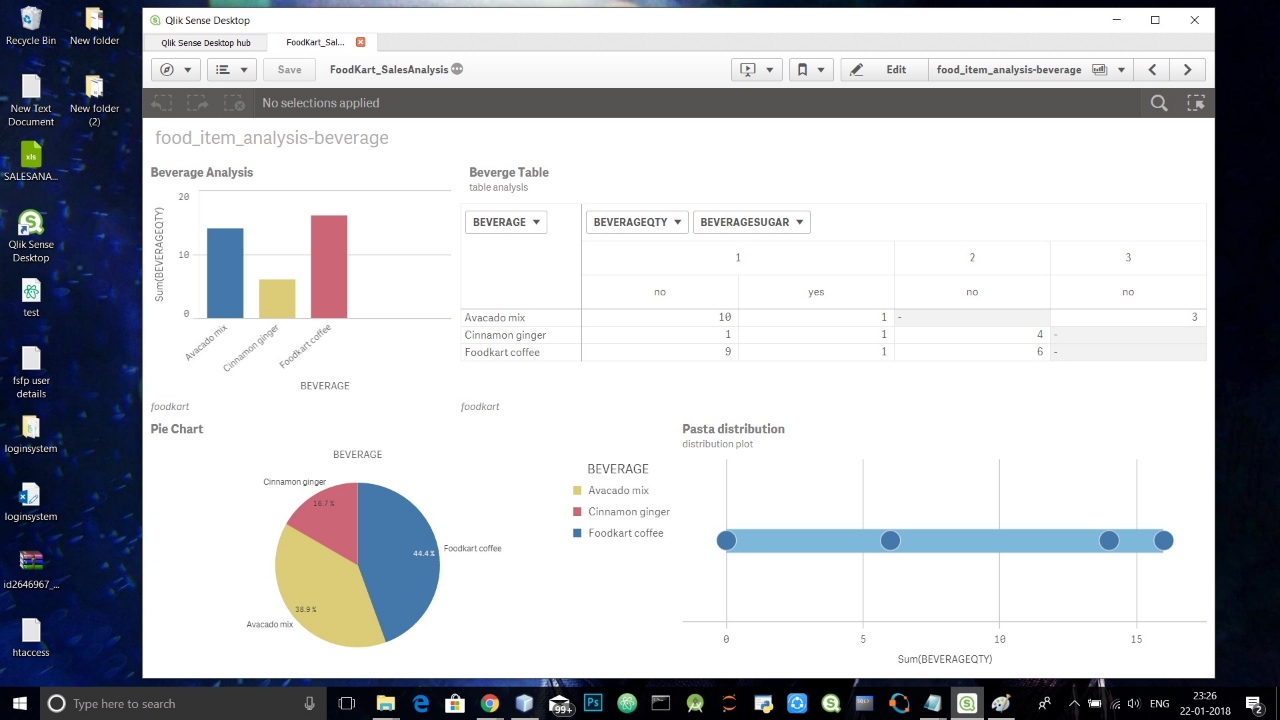 Recycle Bin
New folder
New Text
Document
New folder
(2)
xls
SALESANA...
Qlik Sense
Desktop
test
fsfp user
details
loginsystem
loginsystem
id2646967_...
htaccess
Qlik Sense Desktop
Qlik Sense Desktop hub
FoodKart_Sal...
Save
FoodKart_SalesAnalysis
Edit
food_item_analysis-beverage
No selections applied
food_item_analysis-beverage
Beverage Analysis
20
10
0
Sum(BEVERAGEQTY)
Avacado mix
Cinnamon ginger
Foodkart coffee
BEVERAGE
foodkart
Beverge Table
table analysis
BEVERAGE BEVERAGEQTY BEVERAGESUGAR
1 2 3
no yes no no
Avacado mix 10 1 - 3
Cinnamon ginger 1 1 4 -
Foodkart coffee 9 1 6 -
foodkart
Pie Chart
BEVERAGE
Cinnamon ginger
16.7 %
44.4 %
Foodkart coffee
38.9 %
Avacado mix
BEVERAGE
Avacado mix
Cinnamon ginger
Foodkart coffee
Pasta distribution
distribution plot
0 5 10 15
Sum(BEVERAGEQTY)
Type here to search
99+
Ps
ENG
23:26
22-01-2018
2